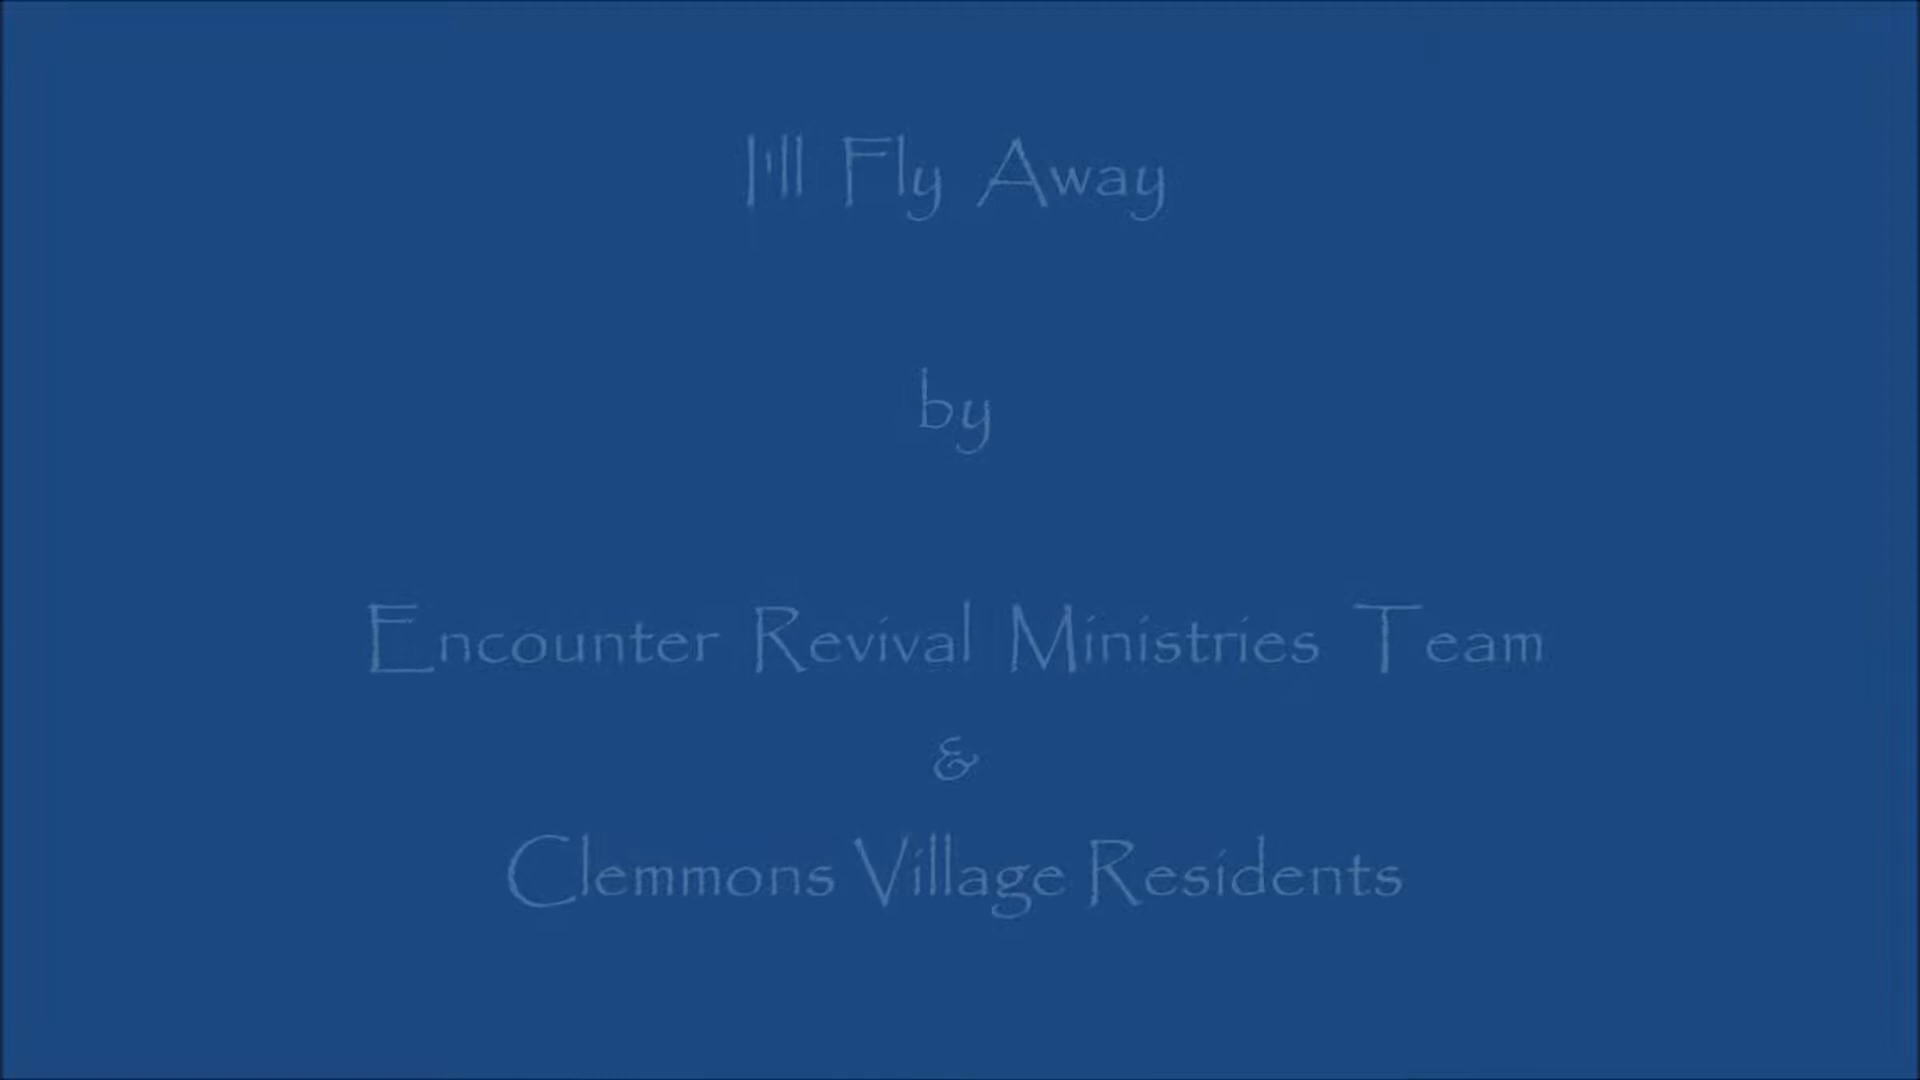 I'll Fly Away
by
Encounter Revival Ministries Team
&
Clemmons Village Residents